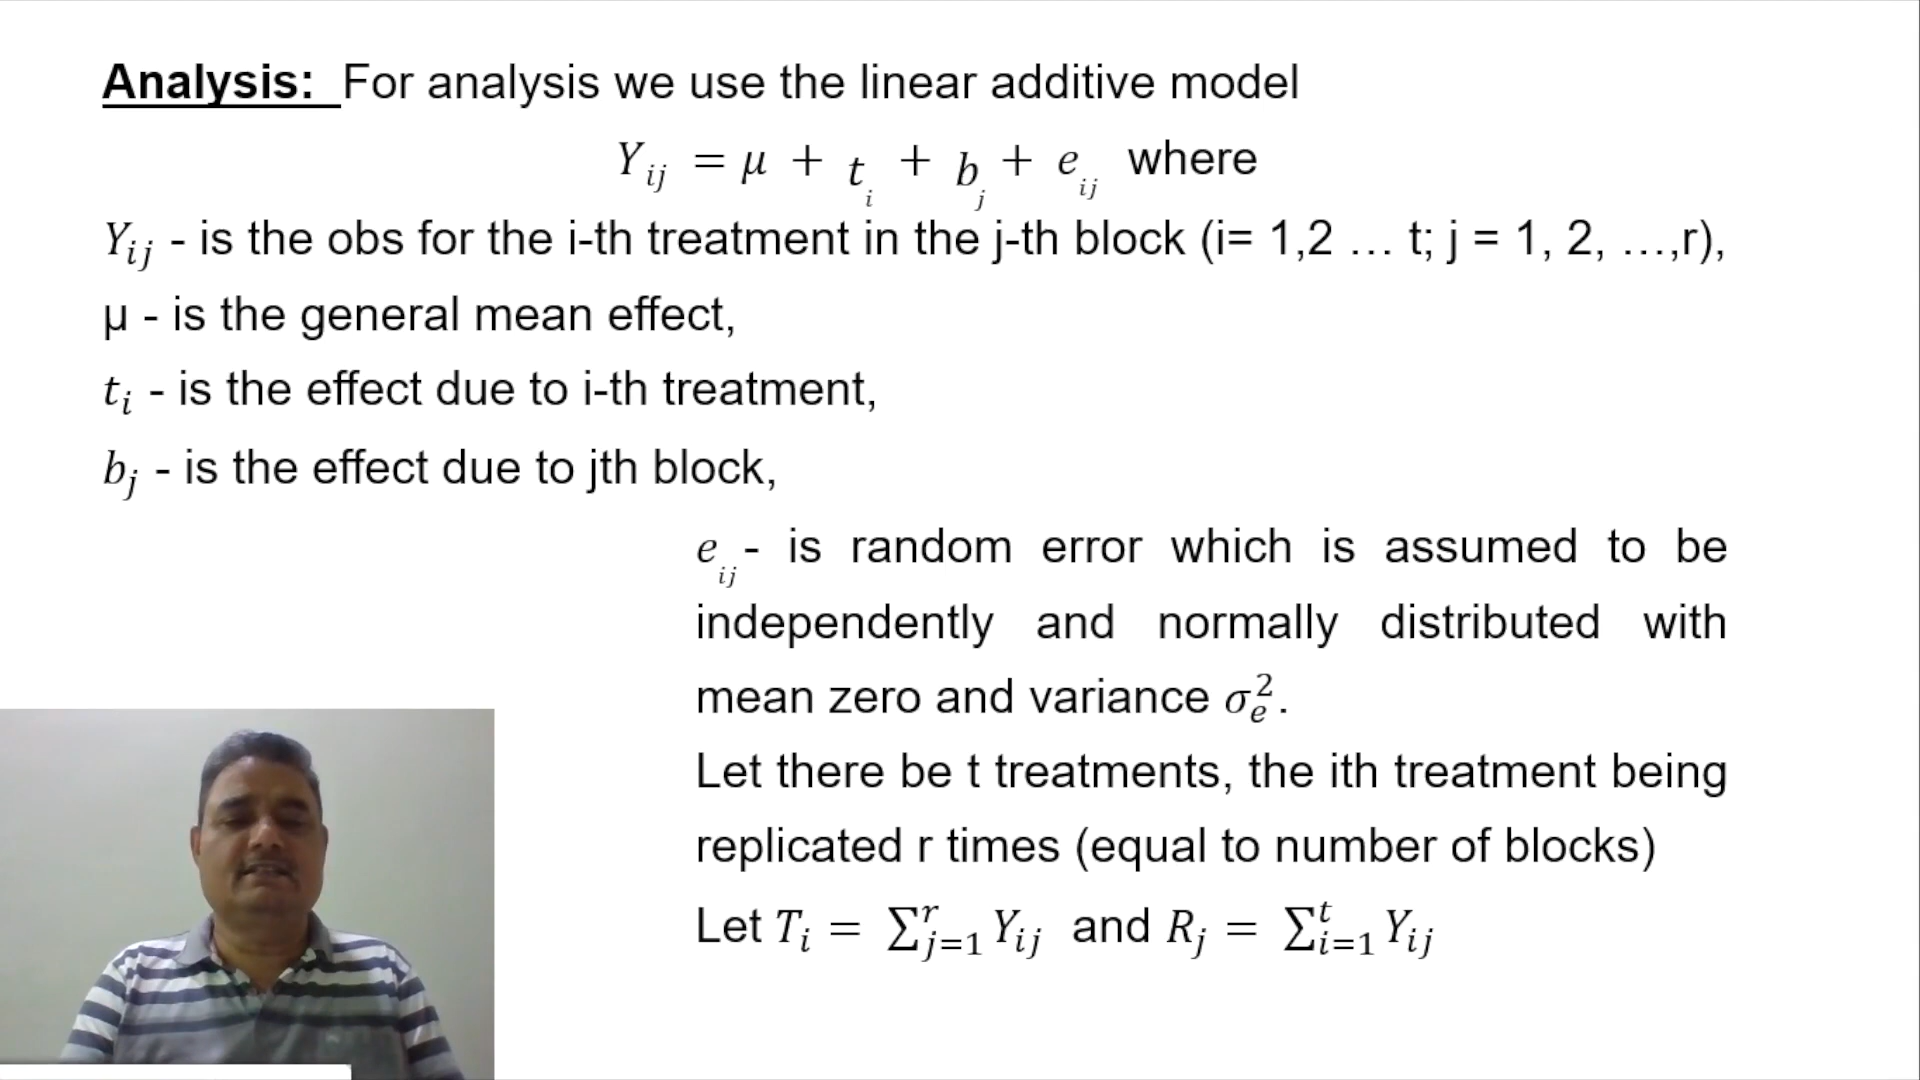 Analysis: For analysis we use the linear additive model
Y_ij = μ + t_i + b_j + e_ij where
Y_ij - is the obs for the i-th treatment in the j-th block (i= 1,2 … t; j = 1, 2, …,r),
μ - is the general mean effect,
t_i - is the effect due to i-th treatment,
b_j - is the effect due to jth block,
e_ij - is random error which is assumed to be
independently and normally distributed with
mean zero and variance σ_e^2.
Let there be t treatments, the ith treatment being
replicated r times (equal to number of blocks)
Let T_i = ∑_{j=1}^r Y_ij and R_j = ∑_{i=1}^t Y_ij